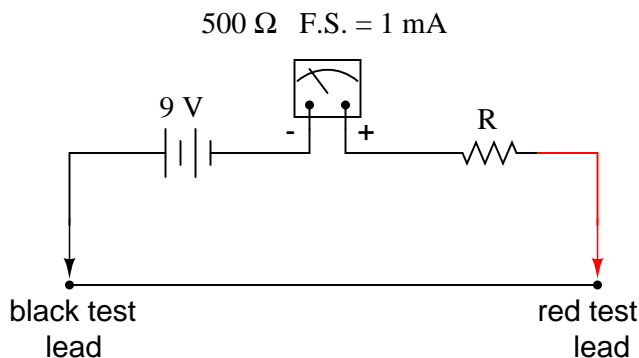 500 Ω F.S. = 1 mA
9 V
- +
R
black test
lead
red test
lead